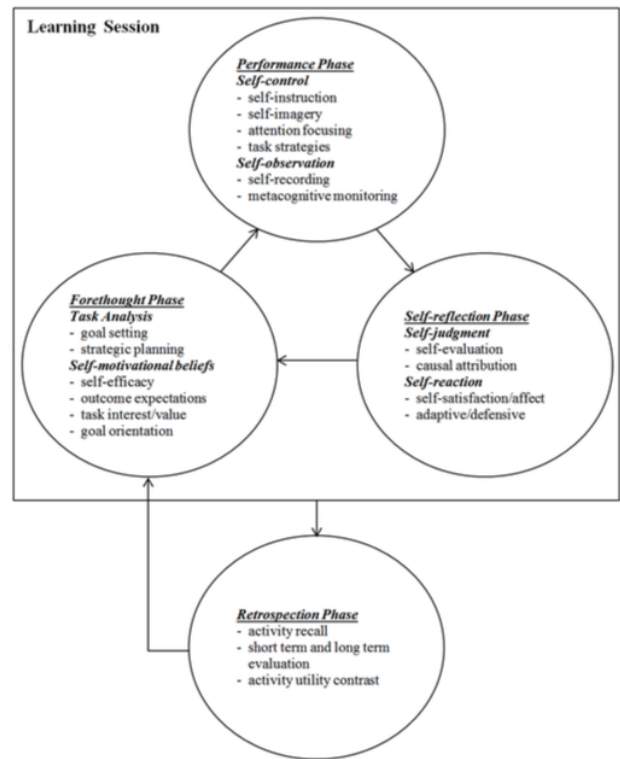 Learning Session
Performance Phase
Self-control
- self-instruction
- self-imagery
- attention focusing
- task strategies
Self-observation
- self-recording
- metacognitive monitoring
Forethought Phase
Task Analysis
- goal setting
- strategic planning
Self-motivational beliefs
- self-efficacy
- outcome expectations
- task interest/value
- goal orientation
Self-reflection Phase
Self-judgment
- self-evaluation
- causal attribution
Self-reaction
- self-satisfaction/affect
- adaptive/defensive
Retrospection Phase
- activity recall
- short term and long term
evaluation
- activity utility contrast